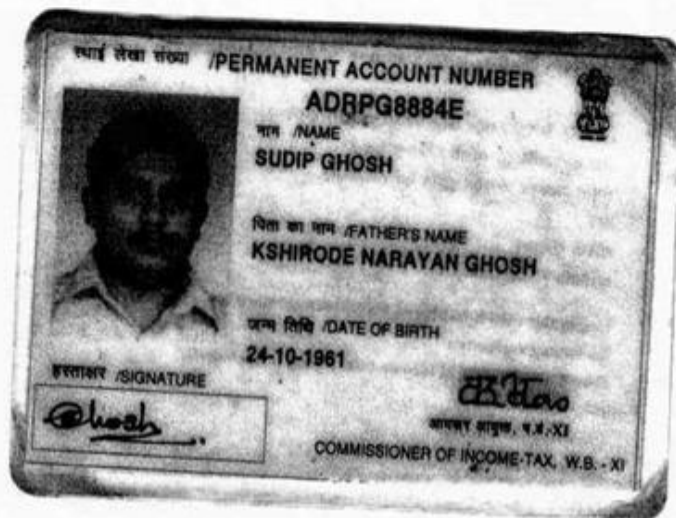 स्थाई लेखा संख्या /PERMANENT ACCOUNT NUMBER
ADRPG8884E
नाम /NAME
SUDIP GHOSH
पिता का नाम /FATHER'S NAME
KSHIRODE NARAYAN GHOSH
जन्म तिथि /DATE OF BIRTH
24-10-1961
हस्ताक्षर /SIGNATURE
Ghosh
आयकर आयुक्त, प.बं.-XI
COMMISSIONER OF INCOME-TAX, W.B. - XI